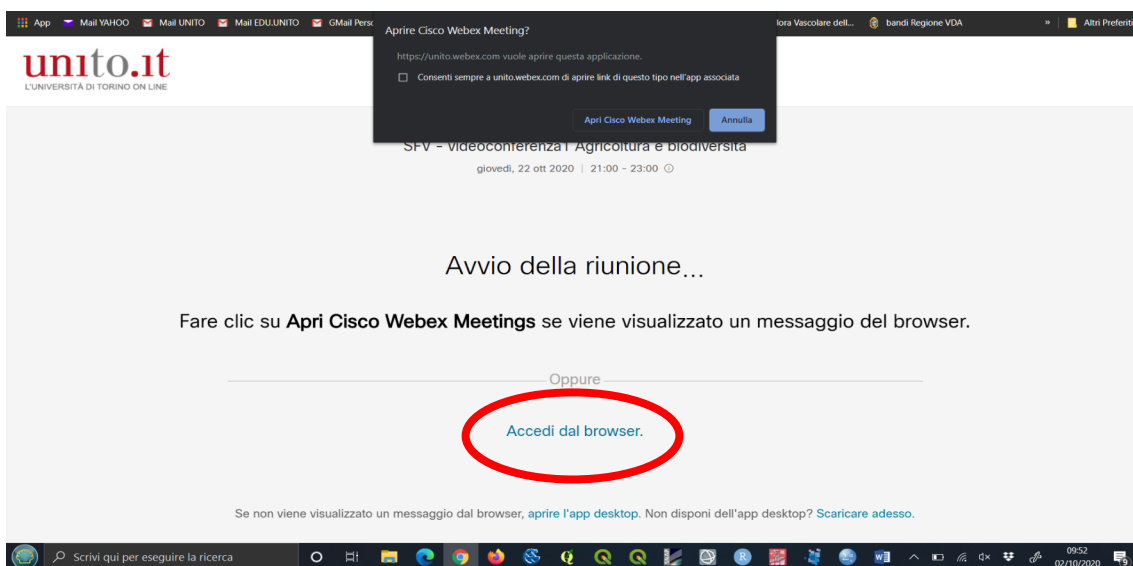 App Mail YAHOO Mail UNITO Mail EDU.UNITO GMail Perso lora Vascolare dell... bandi Regione VDA » Altri Preferiti
Aprire Cisco Webex Meeting?
https://unito.webex.com vuole aprire questa applicazione.
Consenti sempre a unito.webex.com di aprire link di questo tipo nell'app associata
Apri Cisco Webex Meeting Annulla
unito.it
L'UNIVERSITÀ DI TORINO ON LINE
SFV - Videoconferenza1 Agricoltura e biodiversità
giovedì, 22 ott 2020 | 21:00 - 23:00
Avvio della riunione...
Fare clic su Apri Cisco Webex Meetings se viene visualizzato un messaggio del browser.
Oppure
Accedi dal browser.
Se non viene visualizzato un messaggio dal browser, aprire l'app desktop. Non disponi dell'app desktop? Scaricare adesso.
Scrivi qui per eseguire la ricerca
09:52
02/10/2020